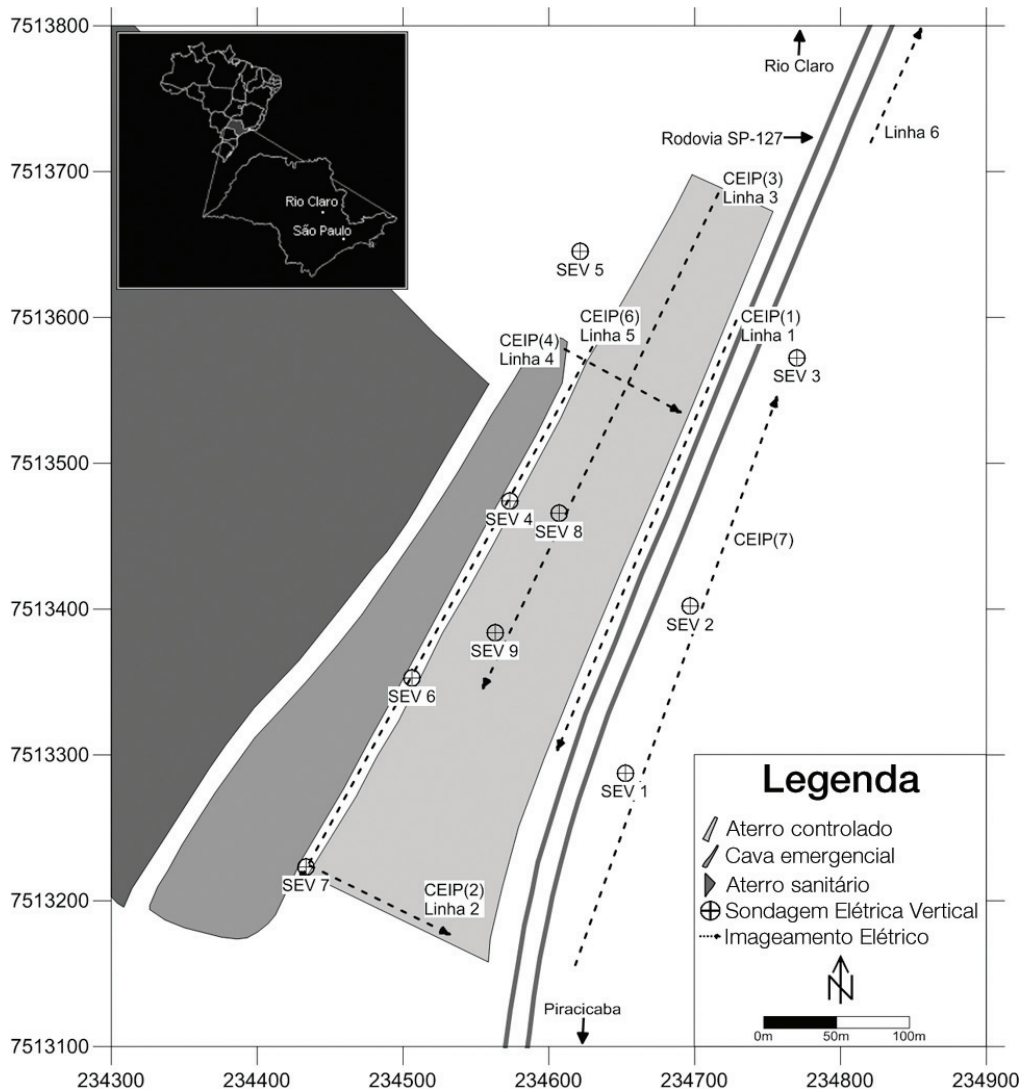 7513800
7513700
7513600
7513500
7513400
7513300
7513200
7513100
234300
234400
234500
234600
234700
234800
234900
Rio Claro
São Paulo
Rio Claro
Rodovia SP-127
Linha 6
CEIP(3)
Linha 3
SEV 5
CEIP(6)
Linha 5
CEIP(4)
Linha 4
CEIP(1)
Linha 1
SEV 3
SEV 4
SEV 8
CEIP(7)
SEV 2
SEV 9
SEV 6
SEV 1
SEV 7
CEIP(2)
Linha 2
Piracicaba
Legenda
Aterro controlado
Cava emergencial
Aterro sanitário
Sondagem Elétrica Vertical
Imageamento Elétrico
N
0m 50m 100m